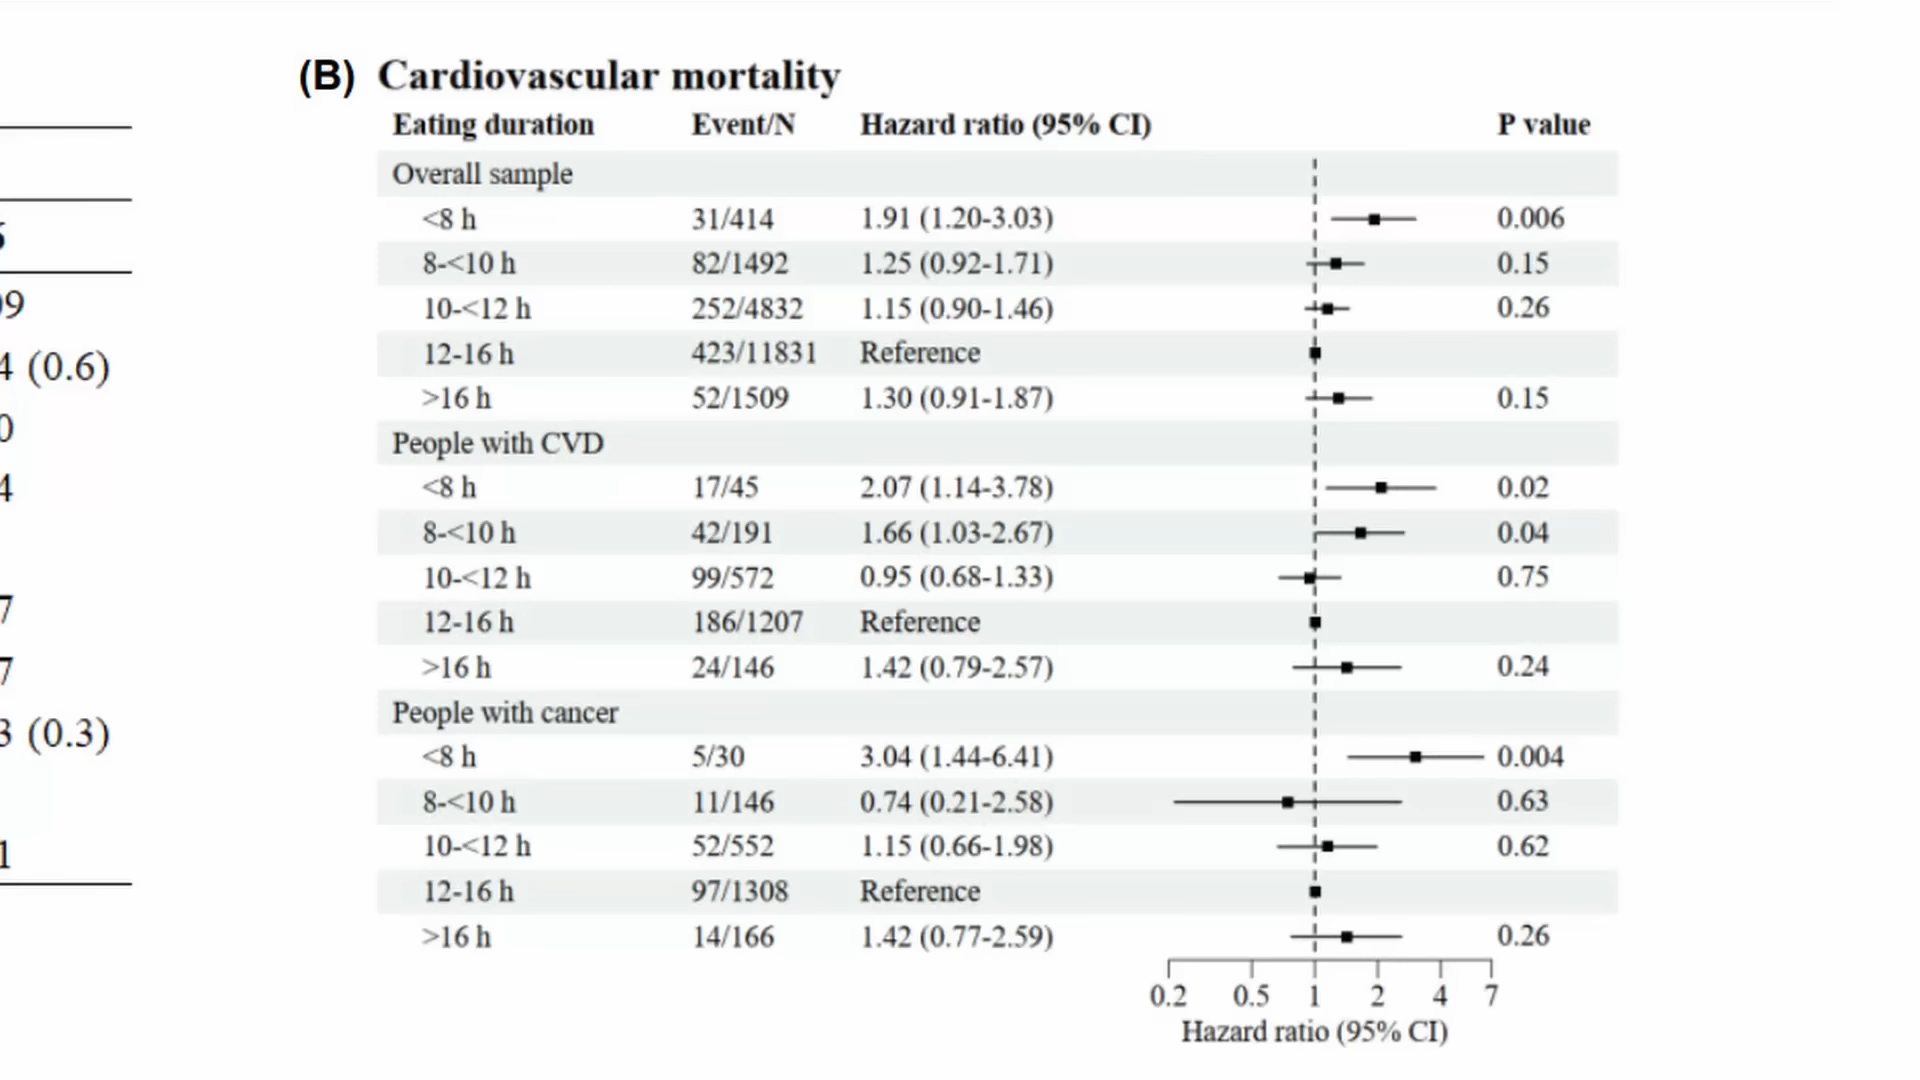 (B) Cardiovascular mortality
Eating duration Event/N Hazard ratio (95% CI) P value
Overall sample
<8 h 31/414 1.91 (1.20-3.03) 0.006
8-<10 h 82/1492 1.25 (0.92-1.71) 0.15
10-<12 h 252/4832 1.15 (0.90-1.46) 0.26
12-16 h 423/11831 Reference
>16 h 52/1509 1.30 (0.91-1.87) 0.15
People with CVD
<8 h 17/45 2.07 (1.14-3.78) 0.02
8-<10 h 42/191 1.66 (1.03-2.67) 0.04
10-<12 h 99/572 0.95 (0.68-1.33) 0.75
12-16 h 186/1207 Reference
>16 h 24/146 1.42 (0.79-2.57) 0.24
People with cancer
<8 h 5/30 3.04 (1.44-6.41) 0.004
8-<10 h 11/146 0.74 (0.21-2.58) 0.63
10-<12 h 52/552 1.15 (0.66-1.98) 0.62
12-16 h 97/1308 Reference
>16 h 14/166 1.42 (0.77-2.59) 0.26
0.2 0.5 1 2 4 7
Hazard ratio (95% CI)
(0.6)
(0.3)